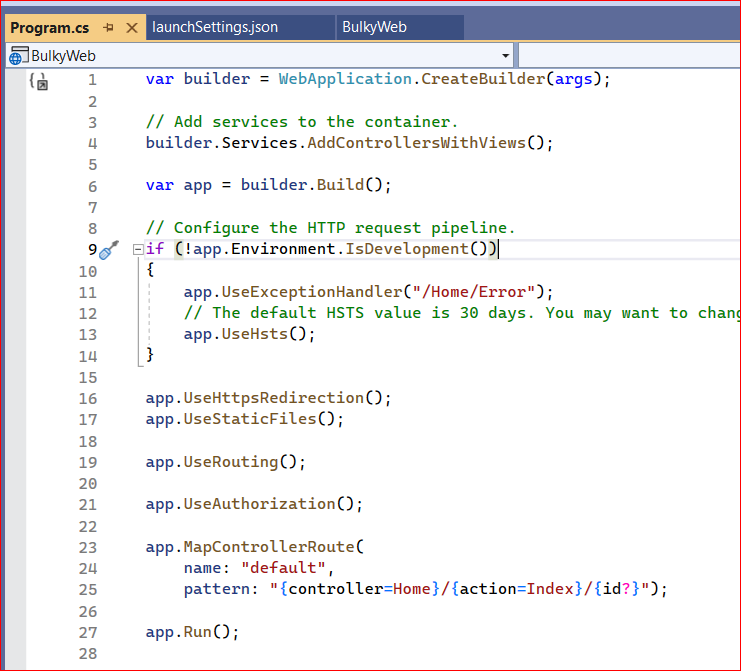 Program.cs
launchSettings.json
BulkyWeb
BulkyWeb
1 var builder = WebApplication.CreateBuilder(args);
2
3 // Add services to the container.
4 builder.Services.AddControllersWithViews();
5
6 var app = builder.Build();
7
8 // Configure the HTTP request pipeline.
9 if (!app.Environment.IsDevelopment())
10 {
11 app.UseExceptionHandler("/Home/Error");
12 // The default HSTS value is 30 days. You may want to chang
13 app.UseHsts();
14 }
15
16 app.UseHttpsRedirection();
17 app.UseStaticFiles();
18
19 app.UseRouting();
20
21 app.UseAuthorization();
22
23 app.MapControllerRoute(
24 name: "default",
25 pattern: "{controller=Home}/{action=Index}/{id?}");
26
27 app.Run();
28